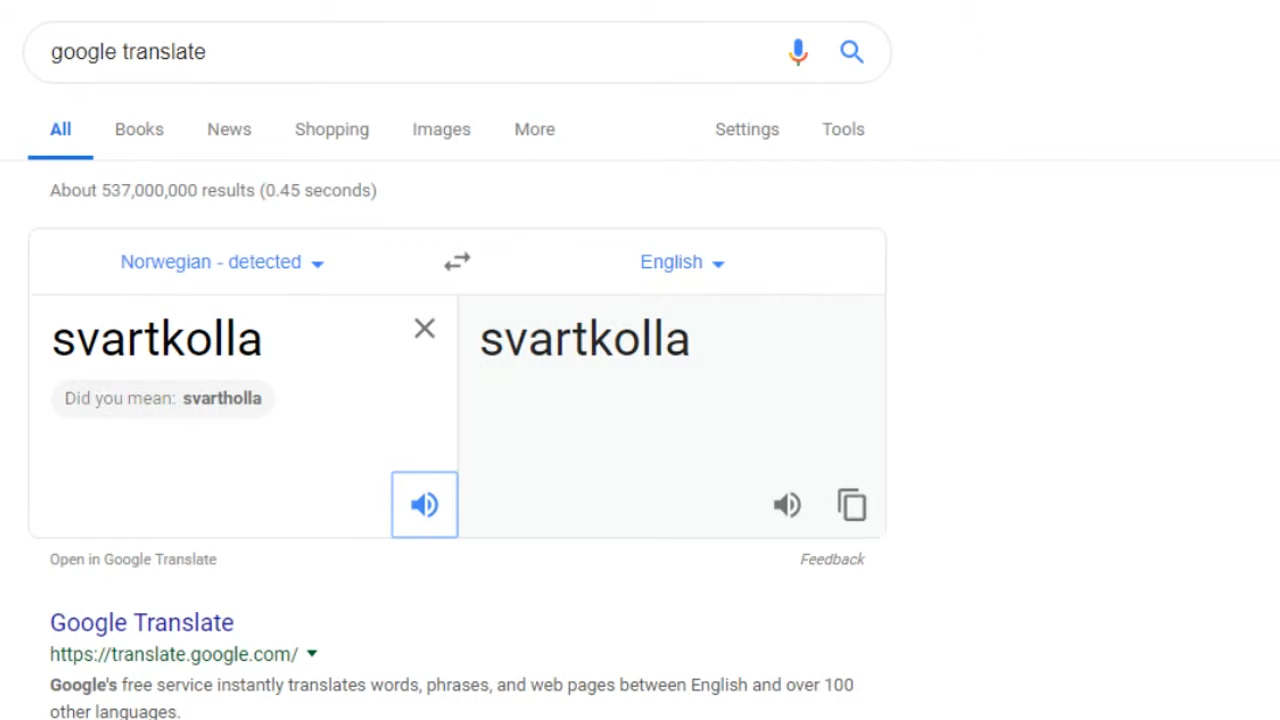 google translate
All Books News Shopping Images More Settings Tools
About 537,000,000 results (0.45 seconds)
Norwegian - detected English
svartkolla svartkolla
Did you mean: svartholla
Open in Google Translate Feedback
Google Translate
https://translate.google.com/
Google's free service instantly translates words, phrases, and web pages between English and over 100
other languages.